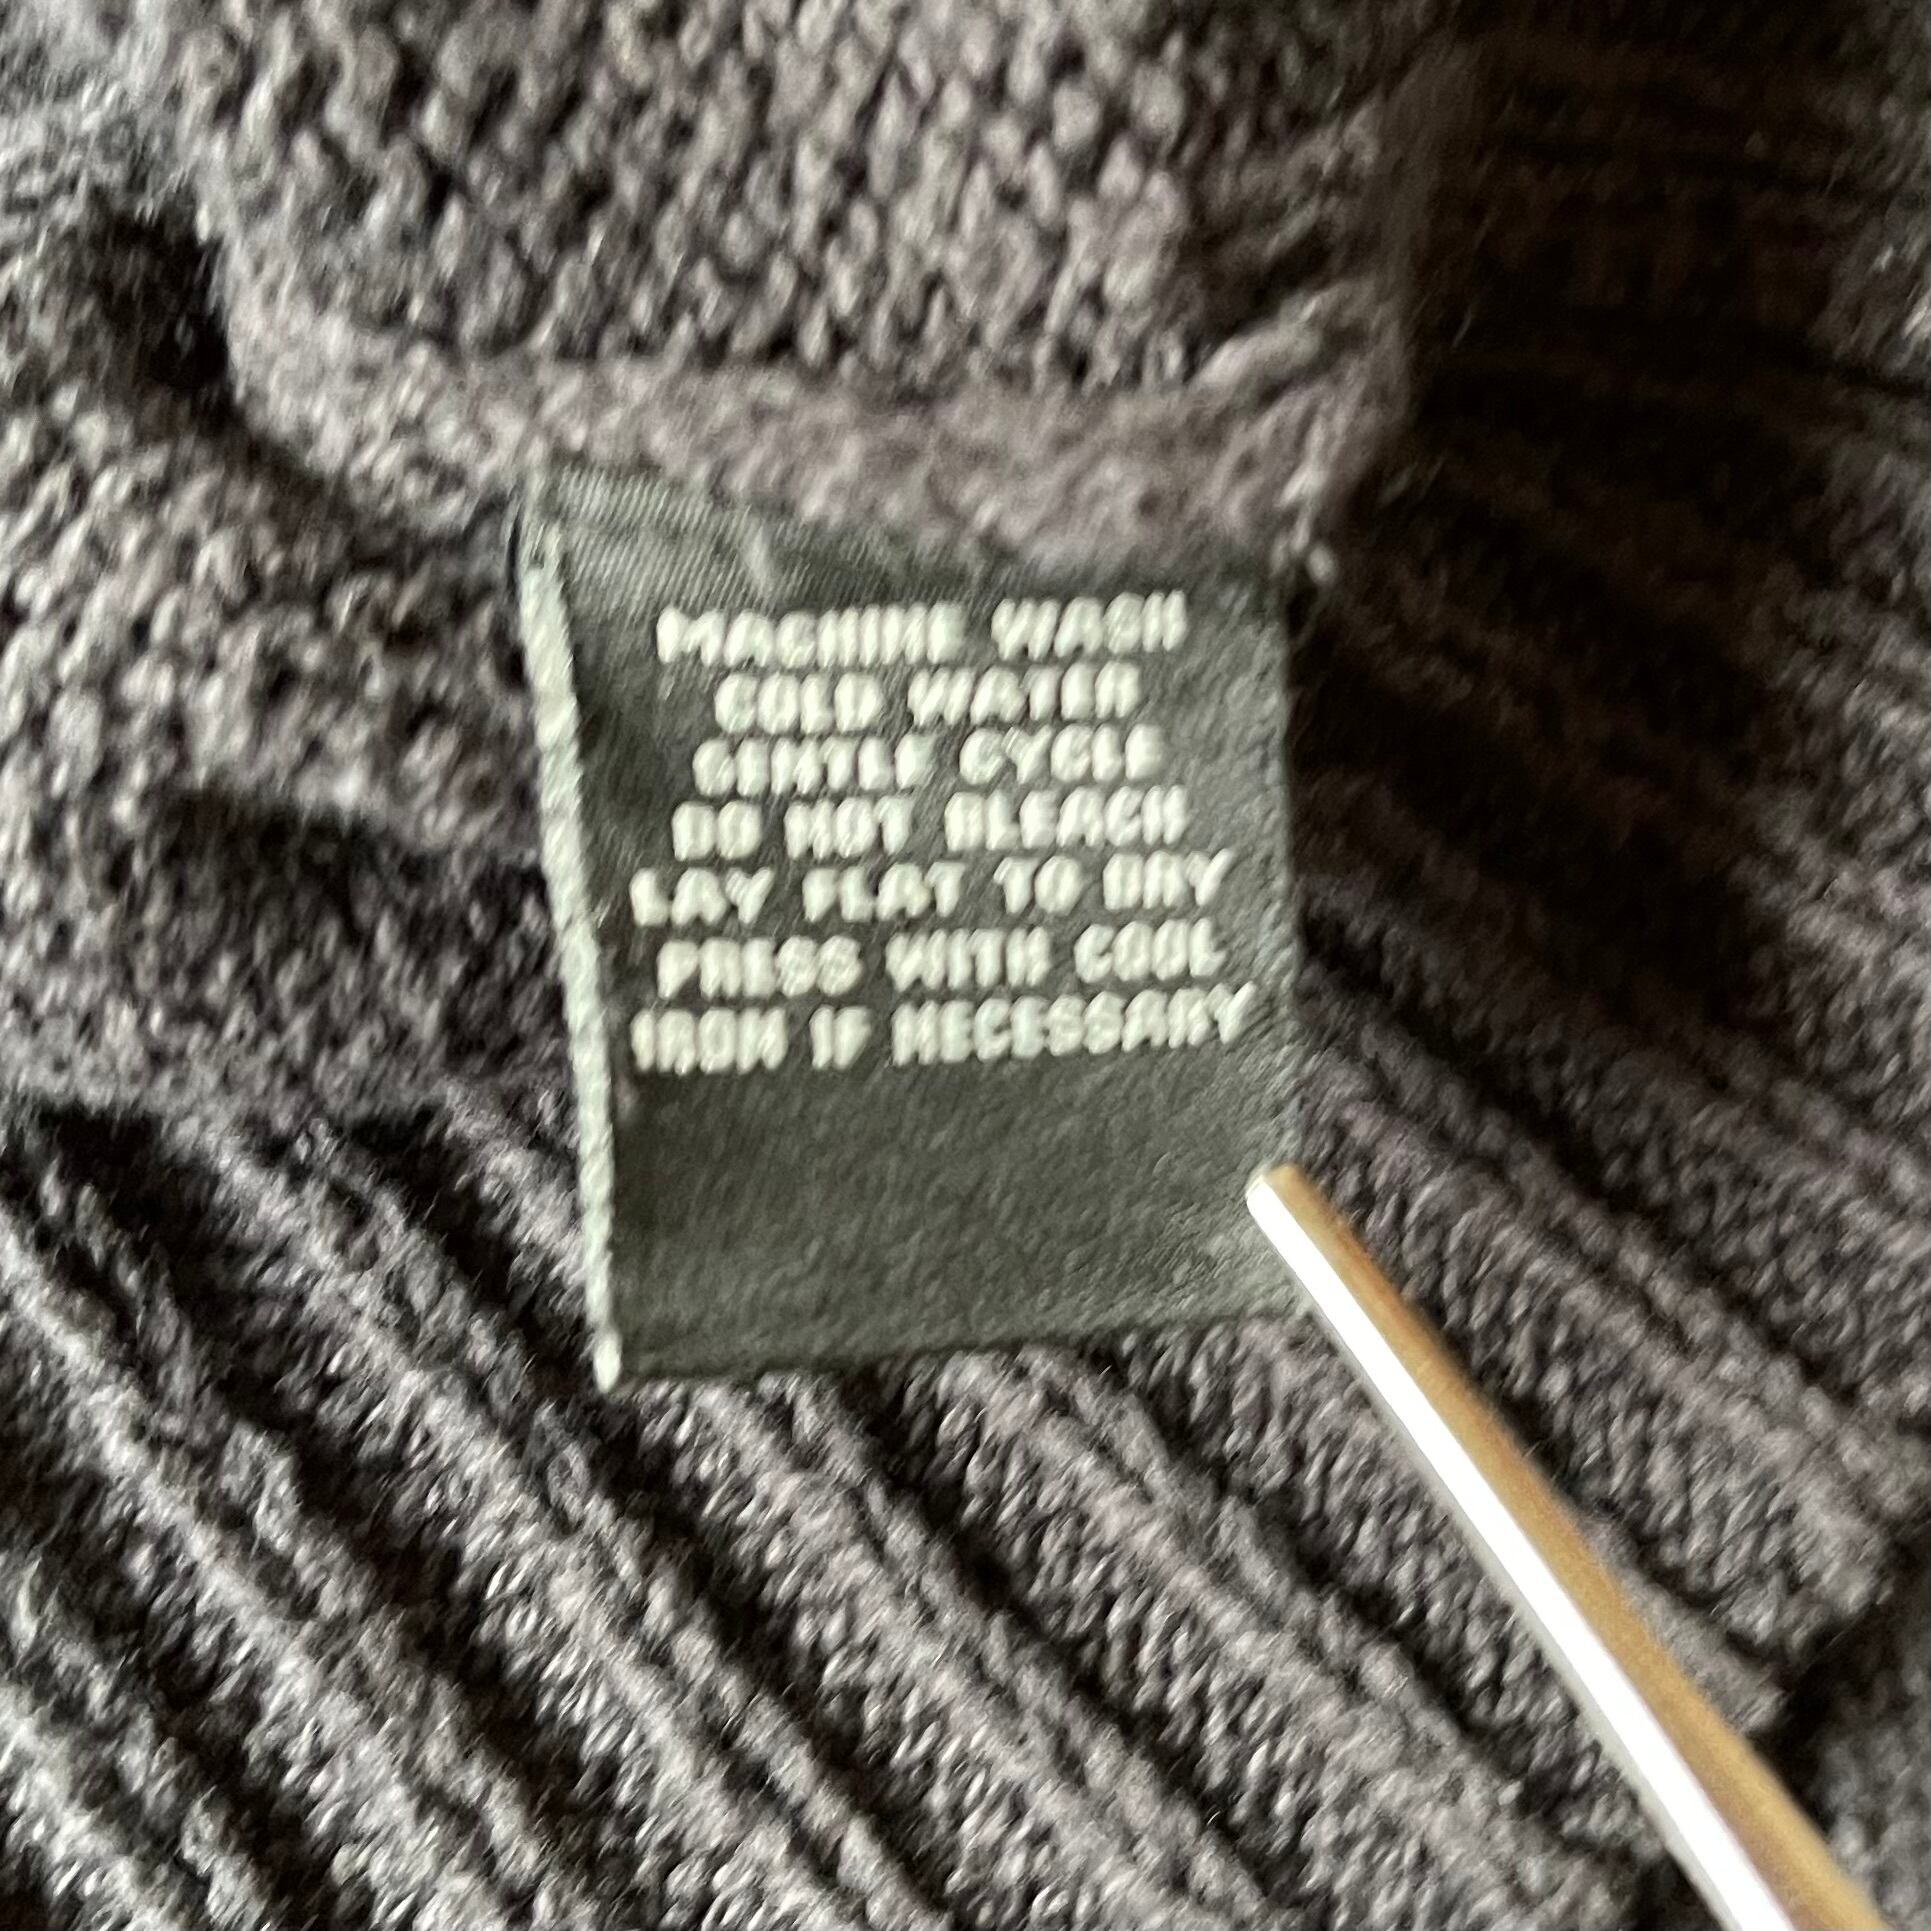 MACHINE WASH
COLD WATER
GENTLE CYCLE
DO NOT BLEACH
LAY FLAT TO DRY
PRESS WITH COOL
IRON IF NECESSARY